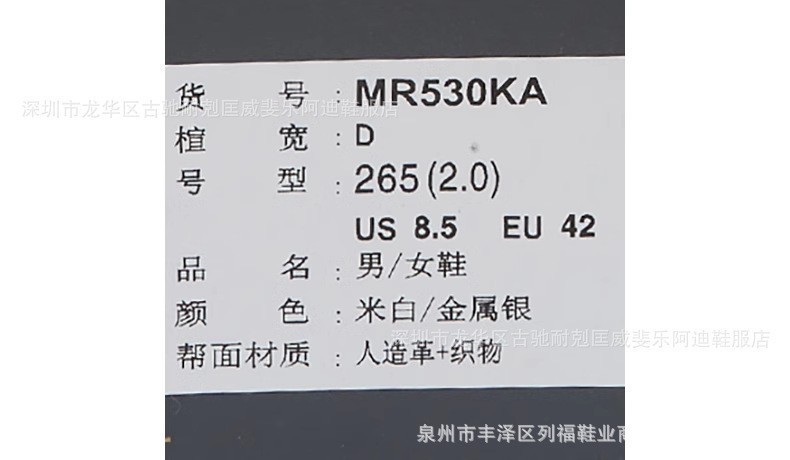 货 号：MR530KA
深圳市龙华区古驰耐剋匡威斐乐阿迪鞋服店
楦 宽：D
号 型：265(2.0)
US 8.5 EU 42
品 名：男/女鞋
颜 色：米白/金属银
深圳市龙华区古驰耐剋匡威斐乐阿迪鞋服店
帮面材质：人造革+织物
泉州市丰泽区列福鞋业商